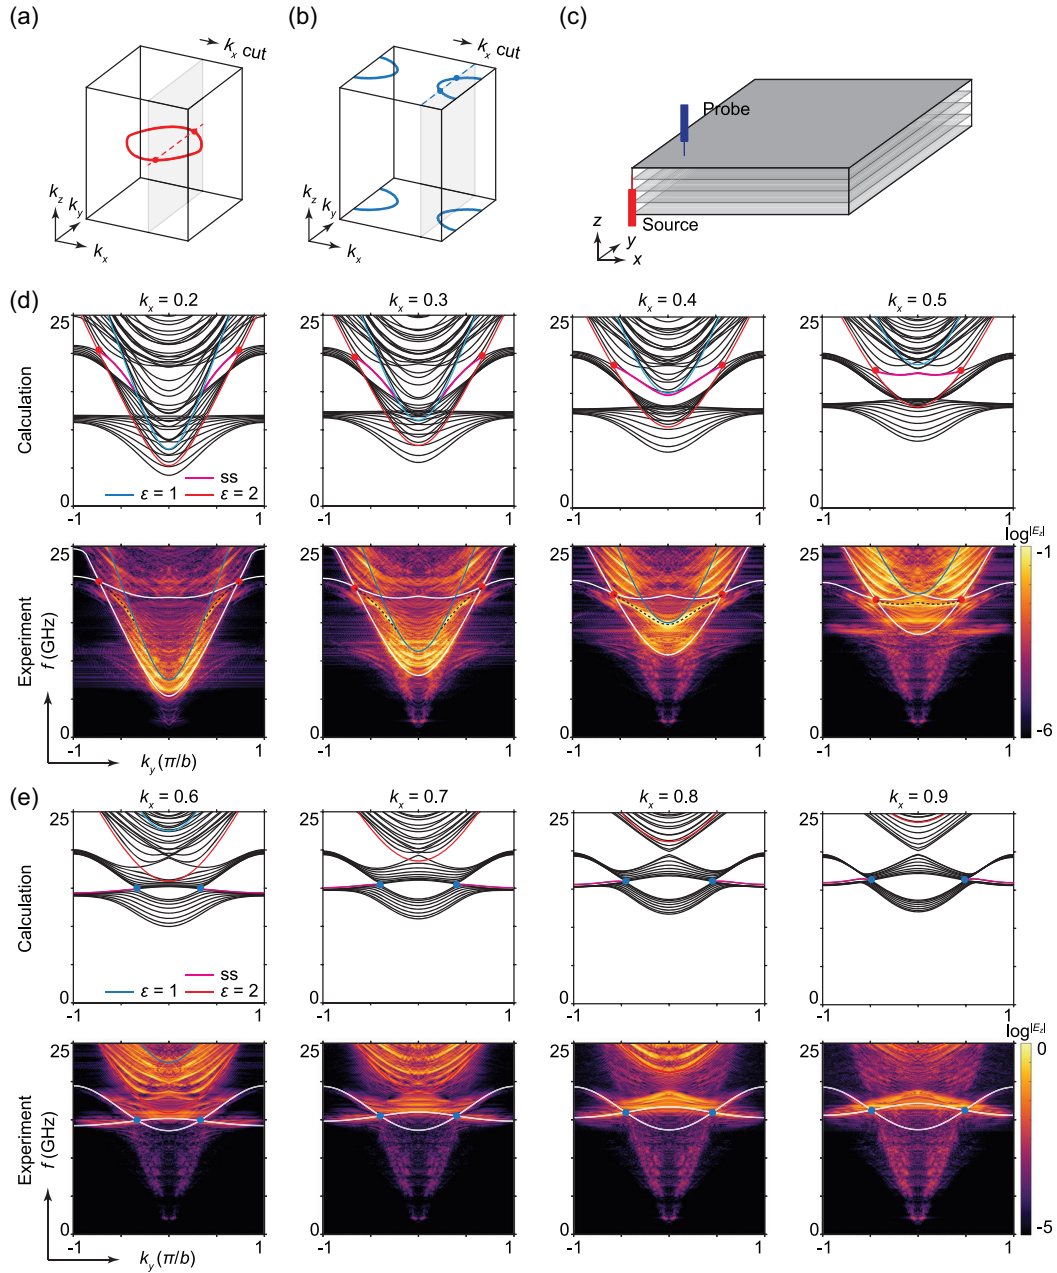 (a)
(b)
(c)
k_x cut
k_x cut
k_z
k_y
k_x
k_z
k_y
k_x
Probe
Source
z
y
x
(d)
k_x = 0.2
k_x = 0.3
k_x = 0.4
k_x = 0.5
Calculation
25
0
-1
1
25
0
-1
1
25
0
-1
1
25
0
-1
1
ss
ε = 1
ε = 2
log|E_z|
Experiment
f (GHz)
25
0
-1
1
25
0
-1
1
25
0
-1
1
25
0
-1
1
-1
-6
k_y (π/b)
(e)
k_x = 0.6
k_x = 0.7
k_x = 0.8
k_x = 0.9
Calculation
25
0
-1
1
25
0
-1
1
25
0
-1
1
25
0
-1
1
ss
ε = 1
ε = 2
log|E_z|
Experiment
f (GHz)
25
0
-1
1
25
0
-1
1
25
0
-1
1
25
0
-1
1
0
-5
k_y (π/b)